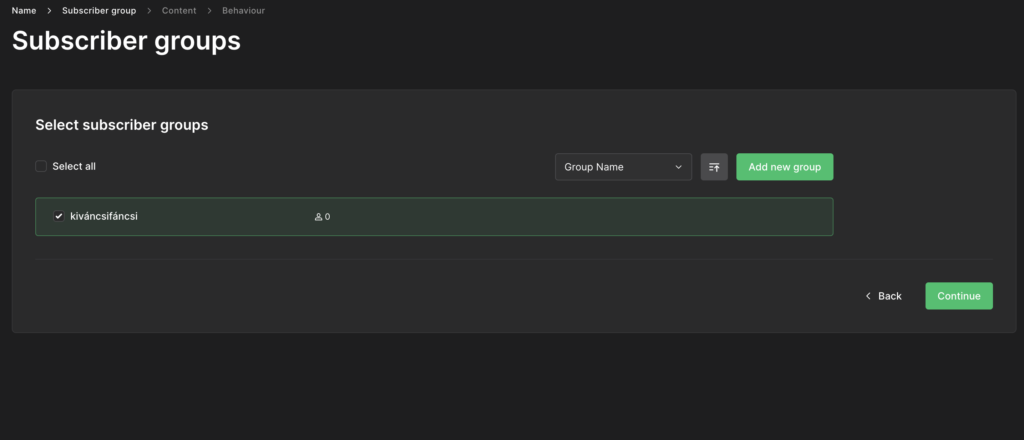 Name > Subscriber group > Content > Behaviour
Subscriber groups
Select subscriber groups
Select all
Group Name
Add new group
kiváncsifáncsi
0
Back
Continue